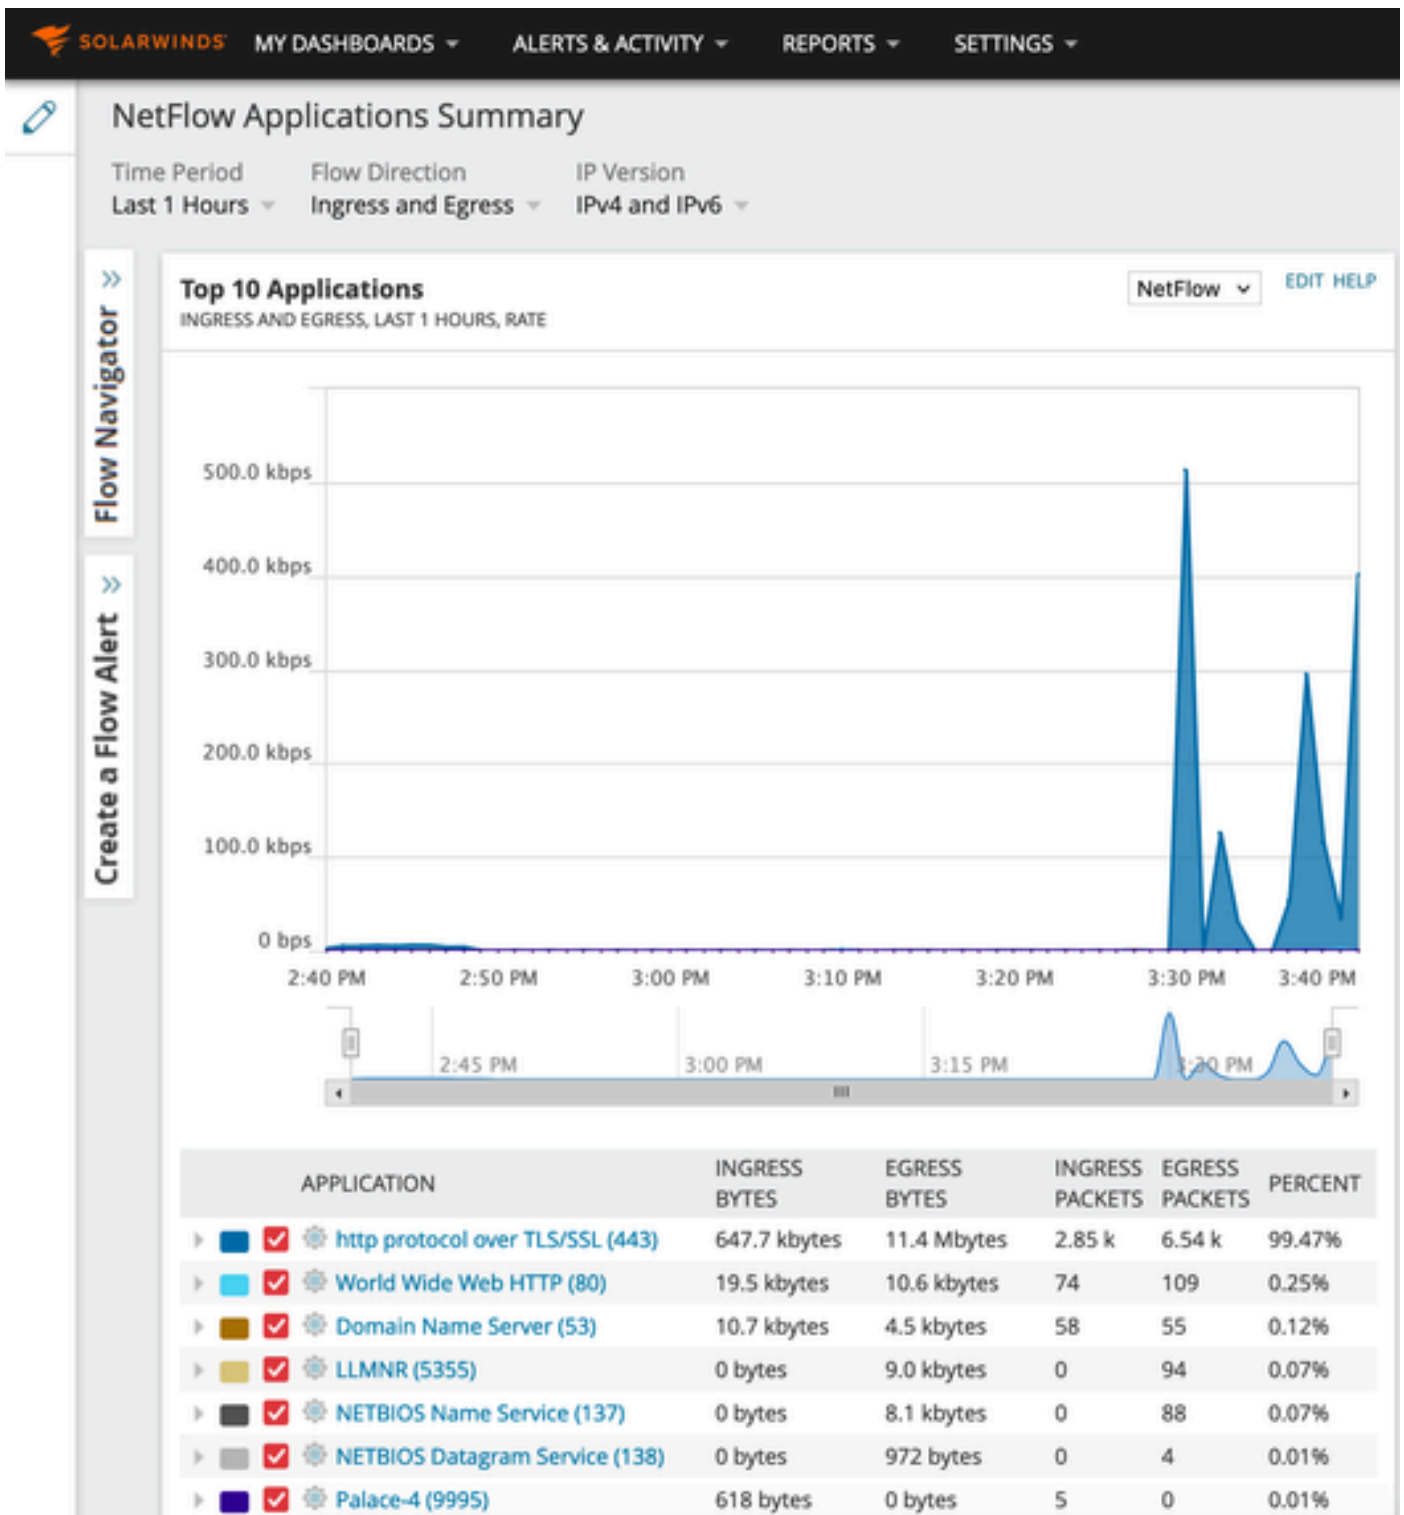 SOLARWINDS MY DASHBOARDS ALERTS & ACTIVITY REPORTS SETTINGS
NetFlow Applications Summary
Time Period Flow Direction IP Version
Last 1 Hours Ingress and Egress IPv4 and IPv6
Flow Navigator
Create a Flow Alert
Top 10 Applications NetFlow EDIT HELP
INGRESS AND EGRESS, LAST 1 HOURS, RATE
500.0 kbps
400.0 kbps
300.0 kbps
200.0 kbps
100.0 kbps
0 bps
2:40 PM 2:50 PM 3:00 PM 3:10 PM 3:20 PM 3:30 PM 3:40 PM
2:45 PM 3:00 PM 3:15 PM 3:30 PM
APPLICATION INGRESS BYTES EGRESS BYTES INGRESS PACKETS EGRESS PACKETS PERCENT
http protocol over TLS/SSL (443) 647.7 kbytes 11.4 Mbytes 2.85 k 6.54 k 99.47%
World Wide Web HTTP (80) 19.5 kbytes 10.6 kbytes 74 109 0.25%
Domain Name Server (53) 10.7 kbytes 4.5 kbytes 58 55 0.12%
LLMNR (5355) 0 bytes 9.0 kbytes 0 94 0.07%
NETBIOS Name Service (137) 0 bytes 8.1 kbytes 0 88 0.07%
NETBIOS Datagram Service (138) 0 bytes 972 bytes 0 4 0.01%
Palace-4 (9995) 618 bytes 0 bytes 5 0 0.01%